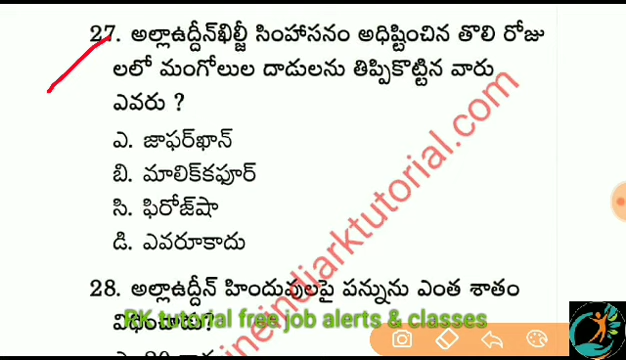 27. అల్లాఉద్దీన్‌ఖిల్జీ సింహాసనం అధిష్టించిన తొలి రోజు
లలో మంగోలుల దాడులను తిప్పికొట్టిన వారు
ఎవరు ?
ఎ. జాఫర్‌ఖాన్
బి. మాలిక్‌కపూర్
సి. ఫిరోజ్‌షా
డి. ఎవరూకాదు
28. అల్లాఉద్దీన్ హిందువులపై పన్నును ఎంత శాతం
విధించాడు?
RK tutorial free job alerts & classes
ineindiarktutorial.com